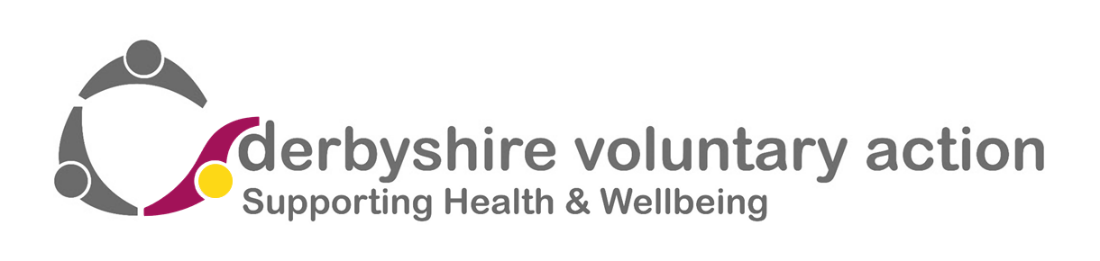 derbyshire voluntary action
Supporting Health & Wellbeing